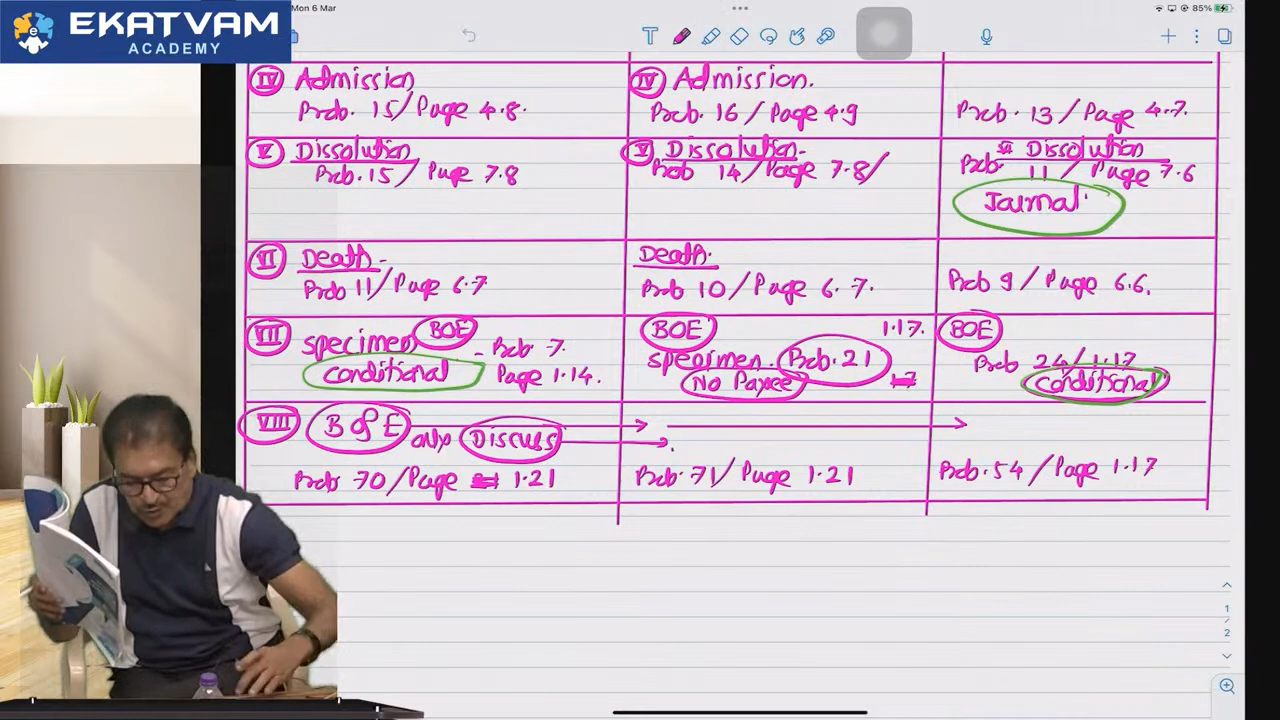 EKATVAM
ACADEMY
Mon 6 Mar
85%
IV Admission
Prob. 15/Page 4.8.
IV Admission.
Prob. 16/Page 4.9
Prob. 13/Page 4.7.
V Dissolution
Prob. 15/Page 7.8
V Dissolution-
Prob 14/Page 7.8/
Dissolution
Prob. 11/Page 7.6
Journal.
VI Death-
Prob 11/Page 6.7
Death.
Prob 10/Page 6.7.
Prob 9/Page 6.6.
VII specimen BOE
- Prob 7.
conditional
Page 1.14.
BOE
1.17.
specimen. Prob. 21
No Payee
BOE
Prob 24/1.17
conditional
VIII B of E only Discuss
Prob 70/Page 1.21
Prob. 71/Page 1.21
Prob. 54/Page 1.17
1
2